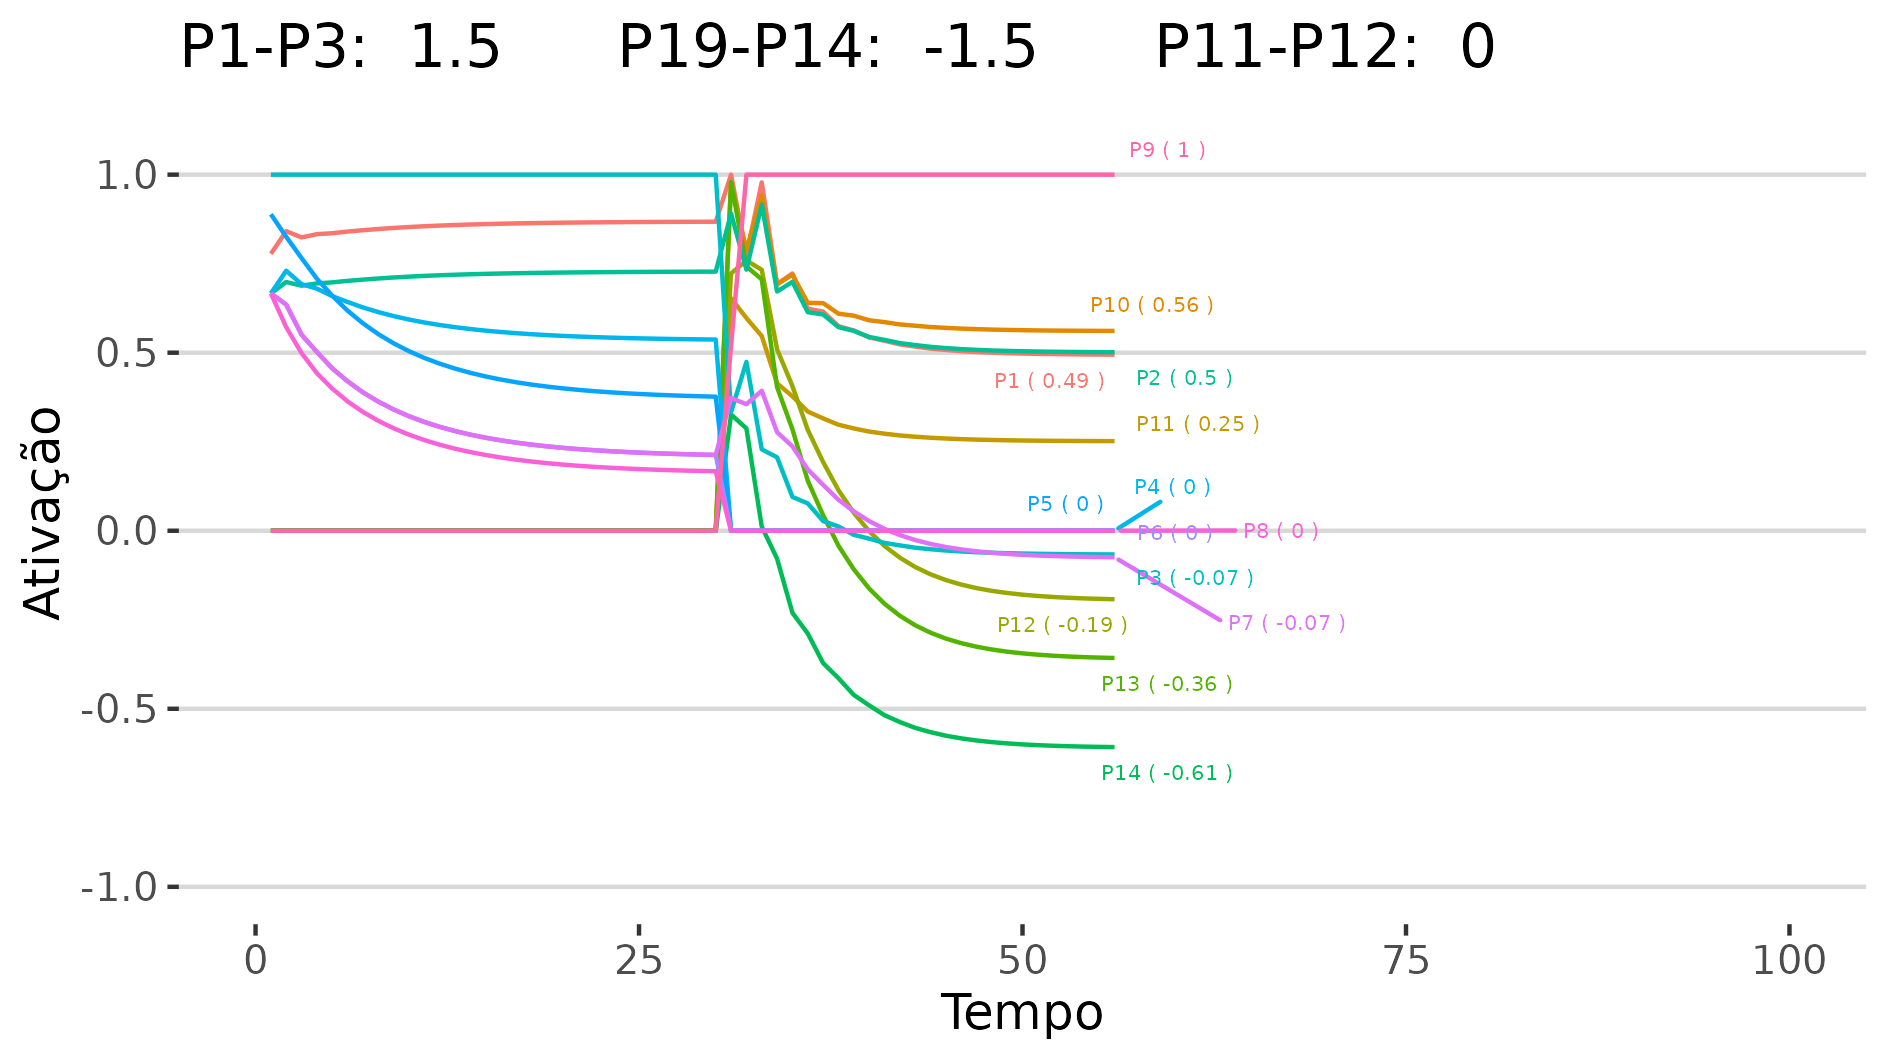 P1-P3:  1.5      P19-P14:  -1.5      P11-P12:  0
P9 ( 1 )
1.0
P10 ( 0.56 )
0.5
P1 ( 0.49 )
P2 ( 0.5 )
P11 ( 0.25 )
P4 ( 0 )
P5 ( 0 )
0.0
P6 ( 0 )
P8 ( 0 )
P3 ( -0.07 )
P7 ( -0.07 )
P12 ( -0.19 )
P13 ( -0.36 )
-0.5
P14 ( -0.61 )
-1.0
Ativação
0 25 50 75 100
Tempo